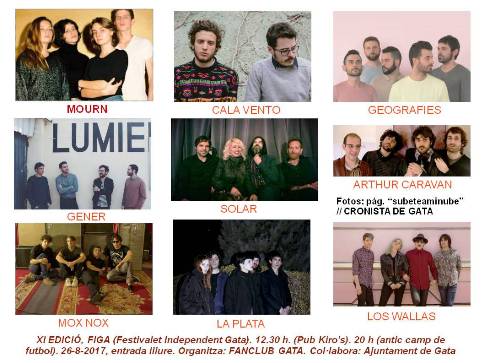 MOURN
CALA VENTO
GEOGRAFIES
LUMIE
GENER
SOLAR
ARTHUR CARAVAN
Fotos: pág. “subeteaminube”
// CRONISTA DE GATA
MOX NOX
LA PLATA
LOS WALLAS
XI EDICIÓ, FIGA (Festivalet Independent Gata). 12.30 h. (Pub Kiro's). 20 h (antic camp de
futbol). 26-8-2017, entrada lliure. Organitza: FANCLUB GATA. Col·labora: Ajuntament de Gata